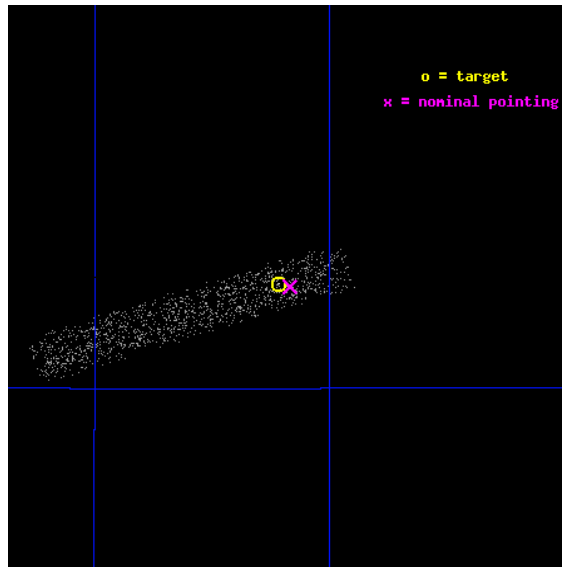 o = target
x = nominal pointing